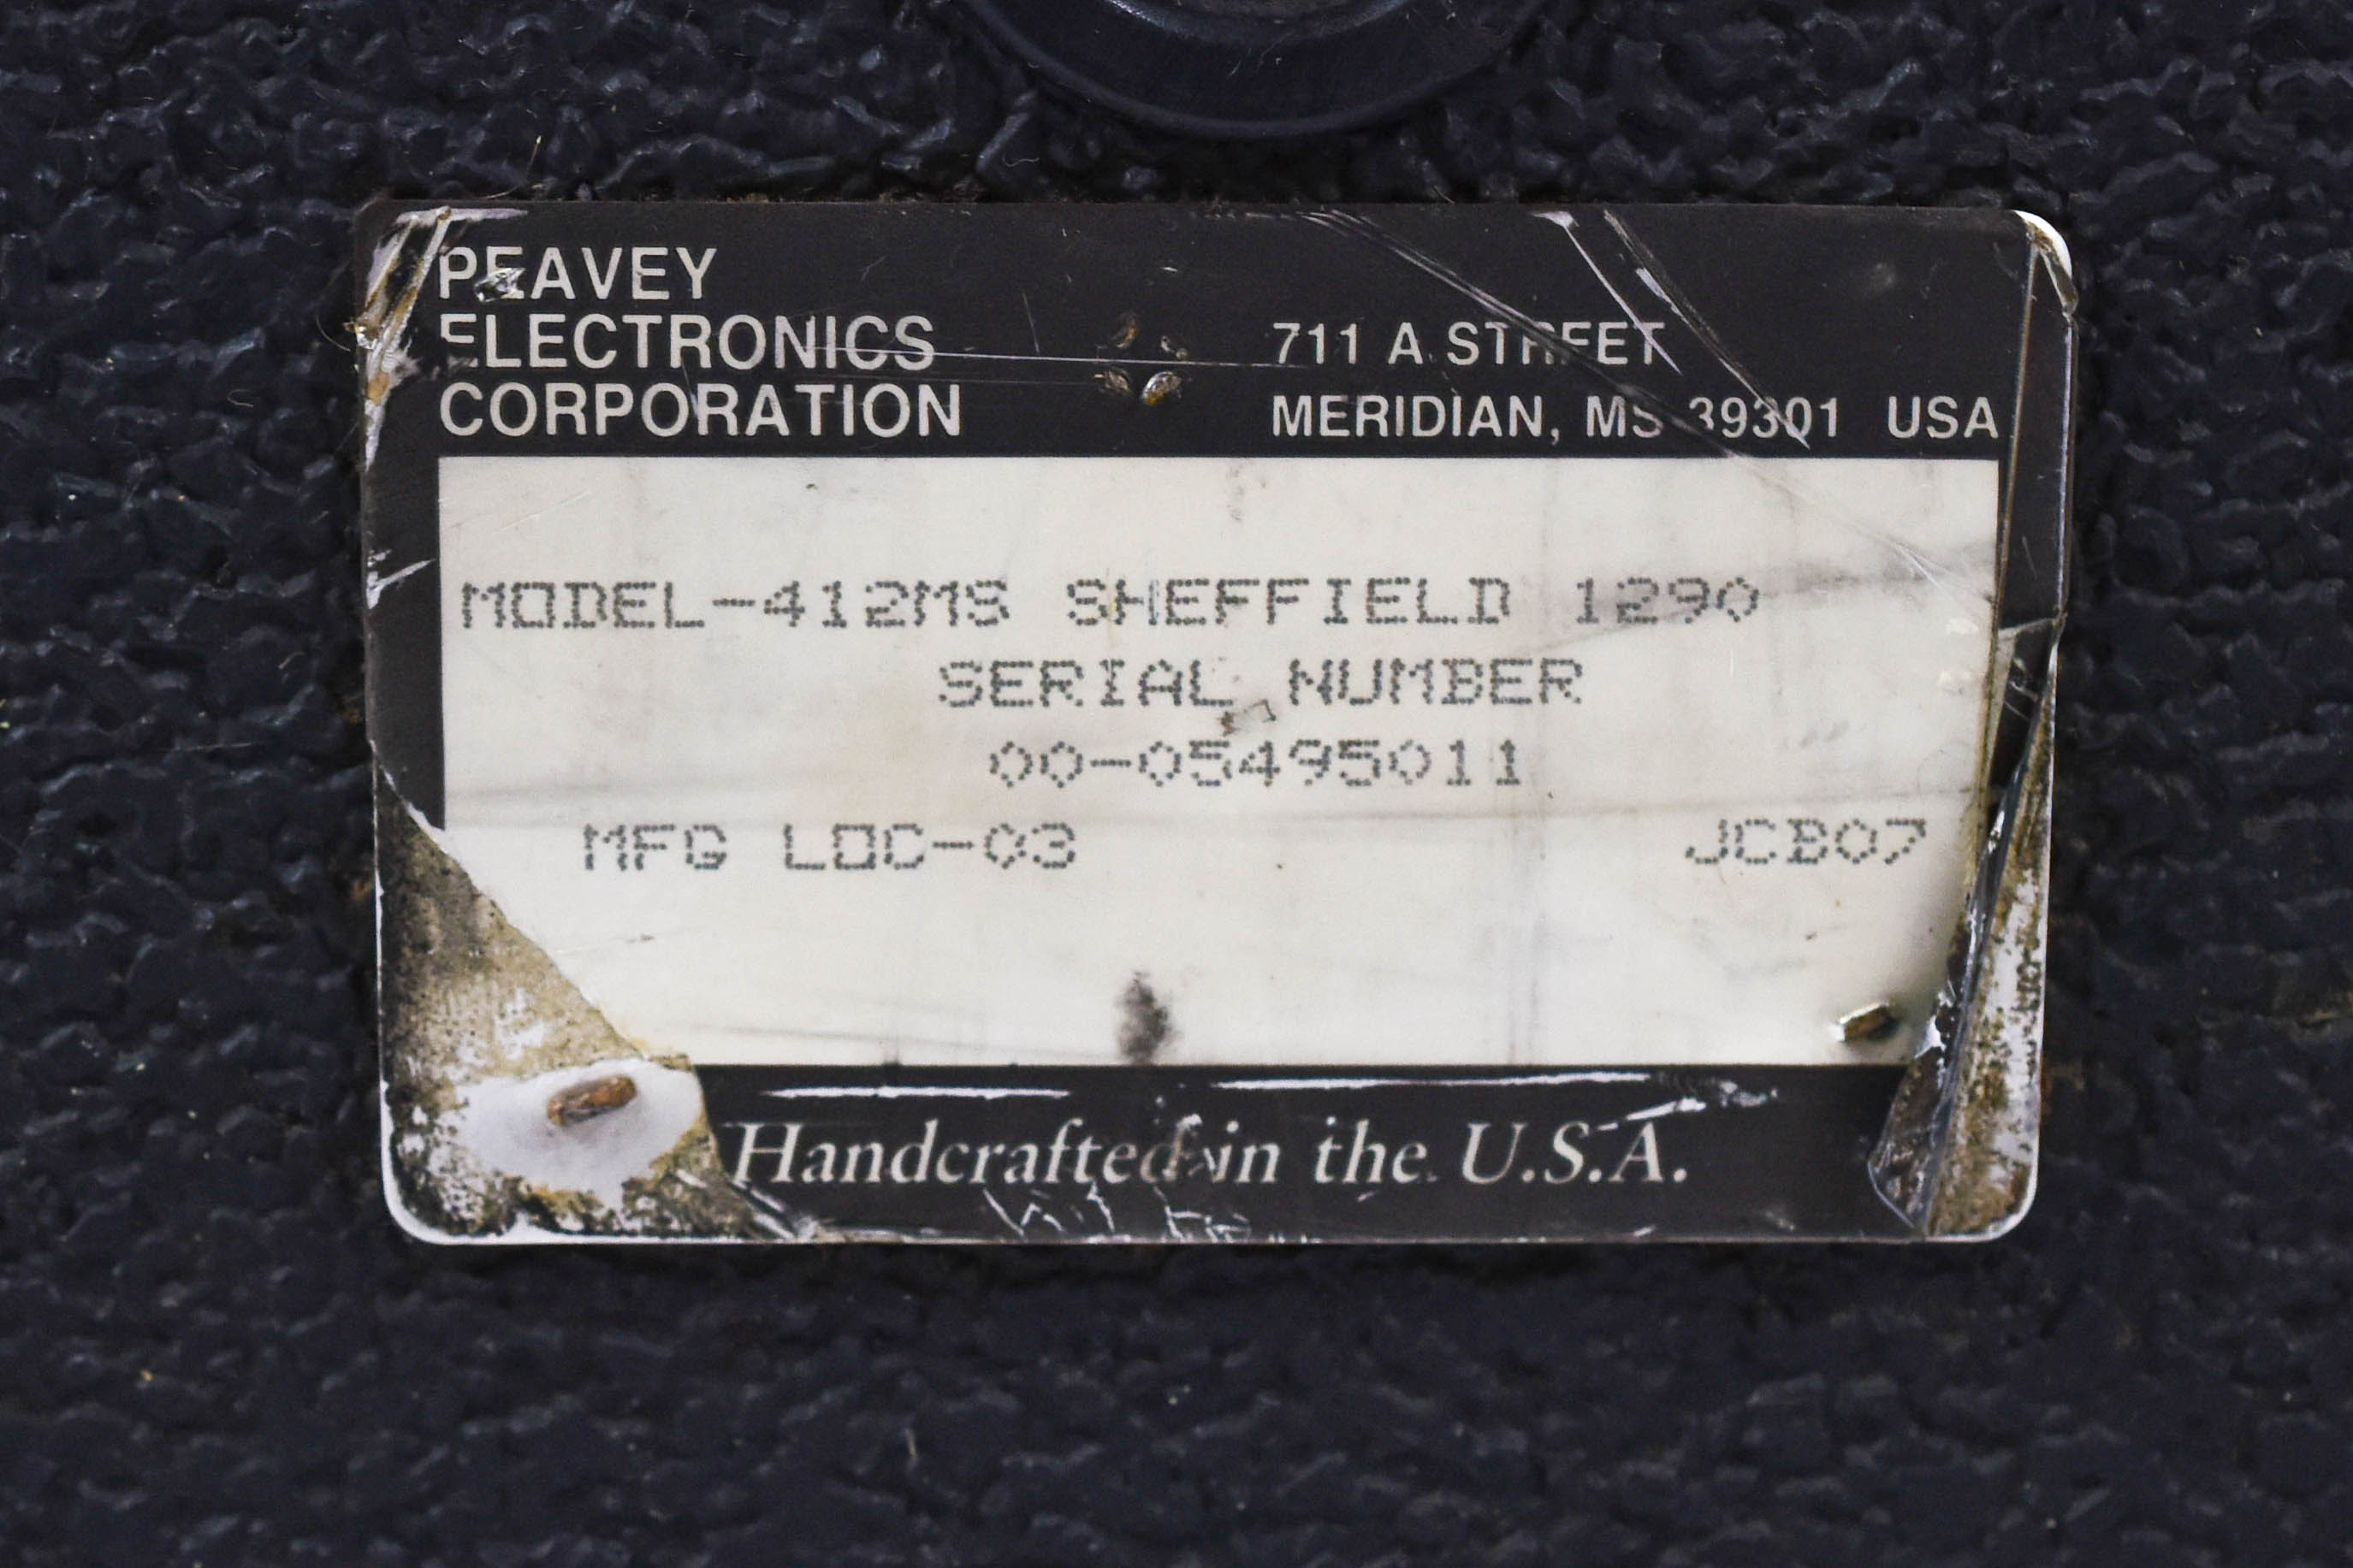 PEAVEY
ELECTRONICS
CORPORATION
711 A STREET
MERIDIAN, MS 39301 USA
MODEL-412MS SHEFFIELD 1290
SERIAL NUMBER
00-05495011
MFG LOC-03 JCB07
Handcrafted in the U.S.A.